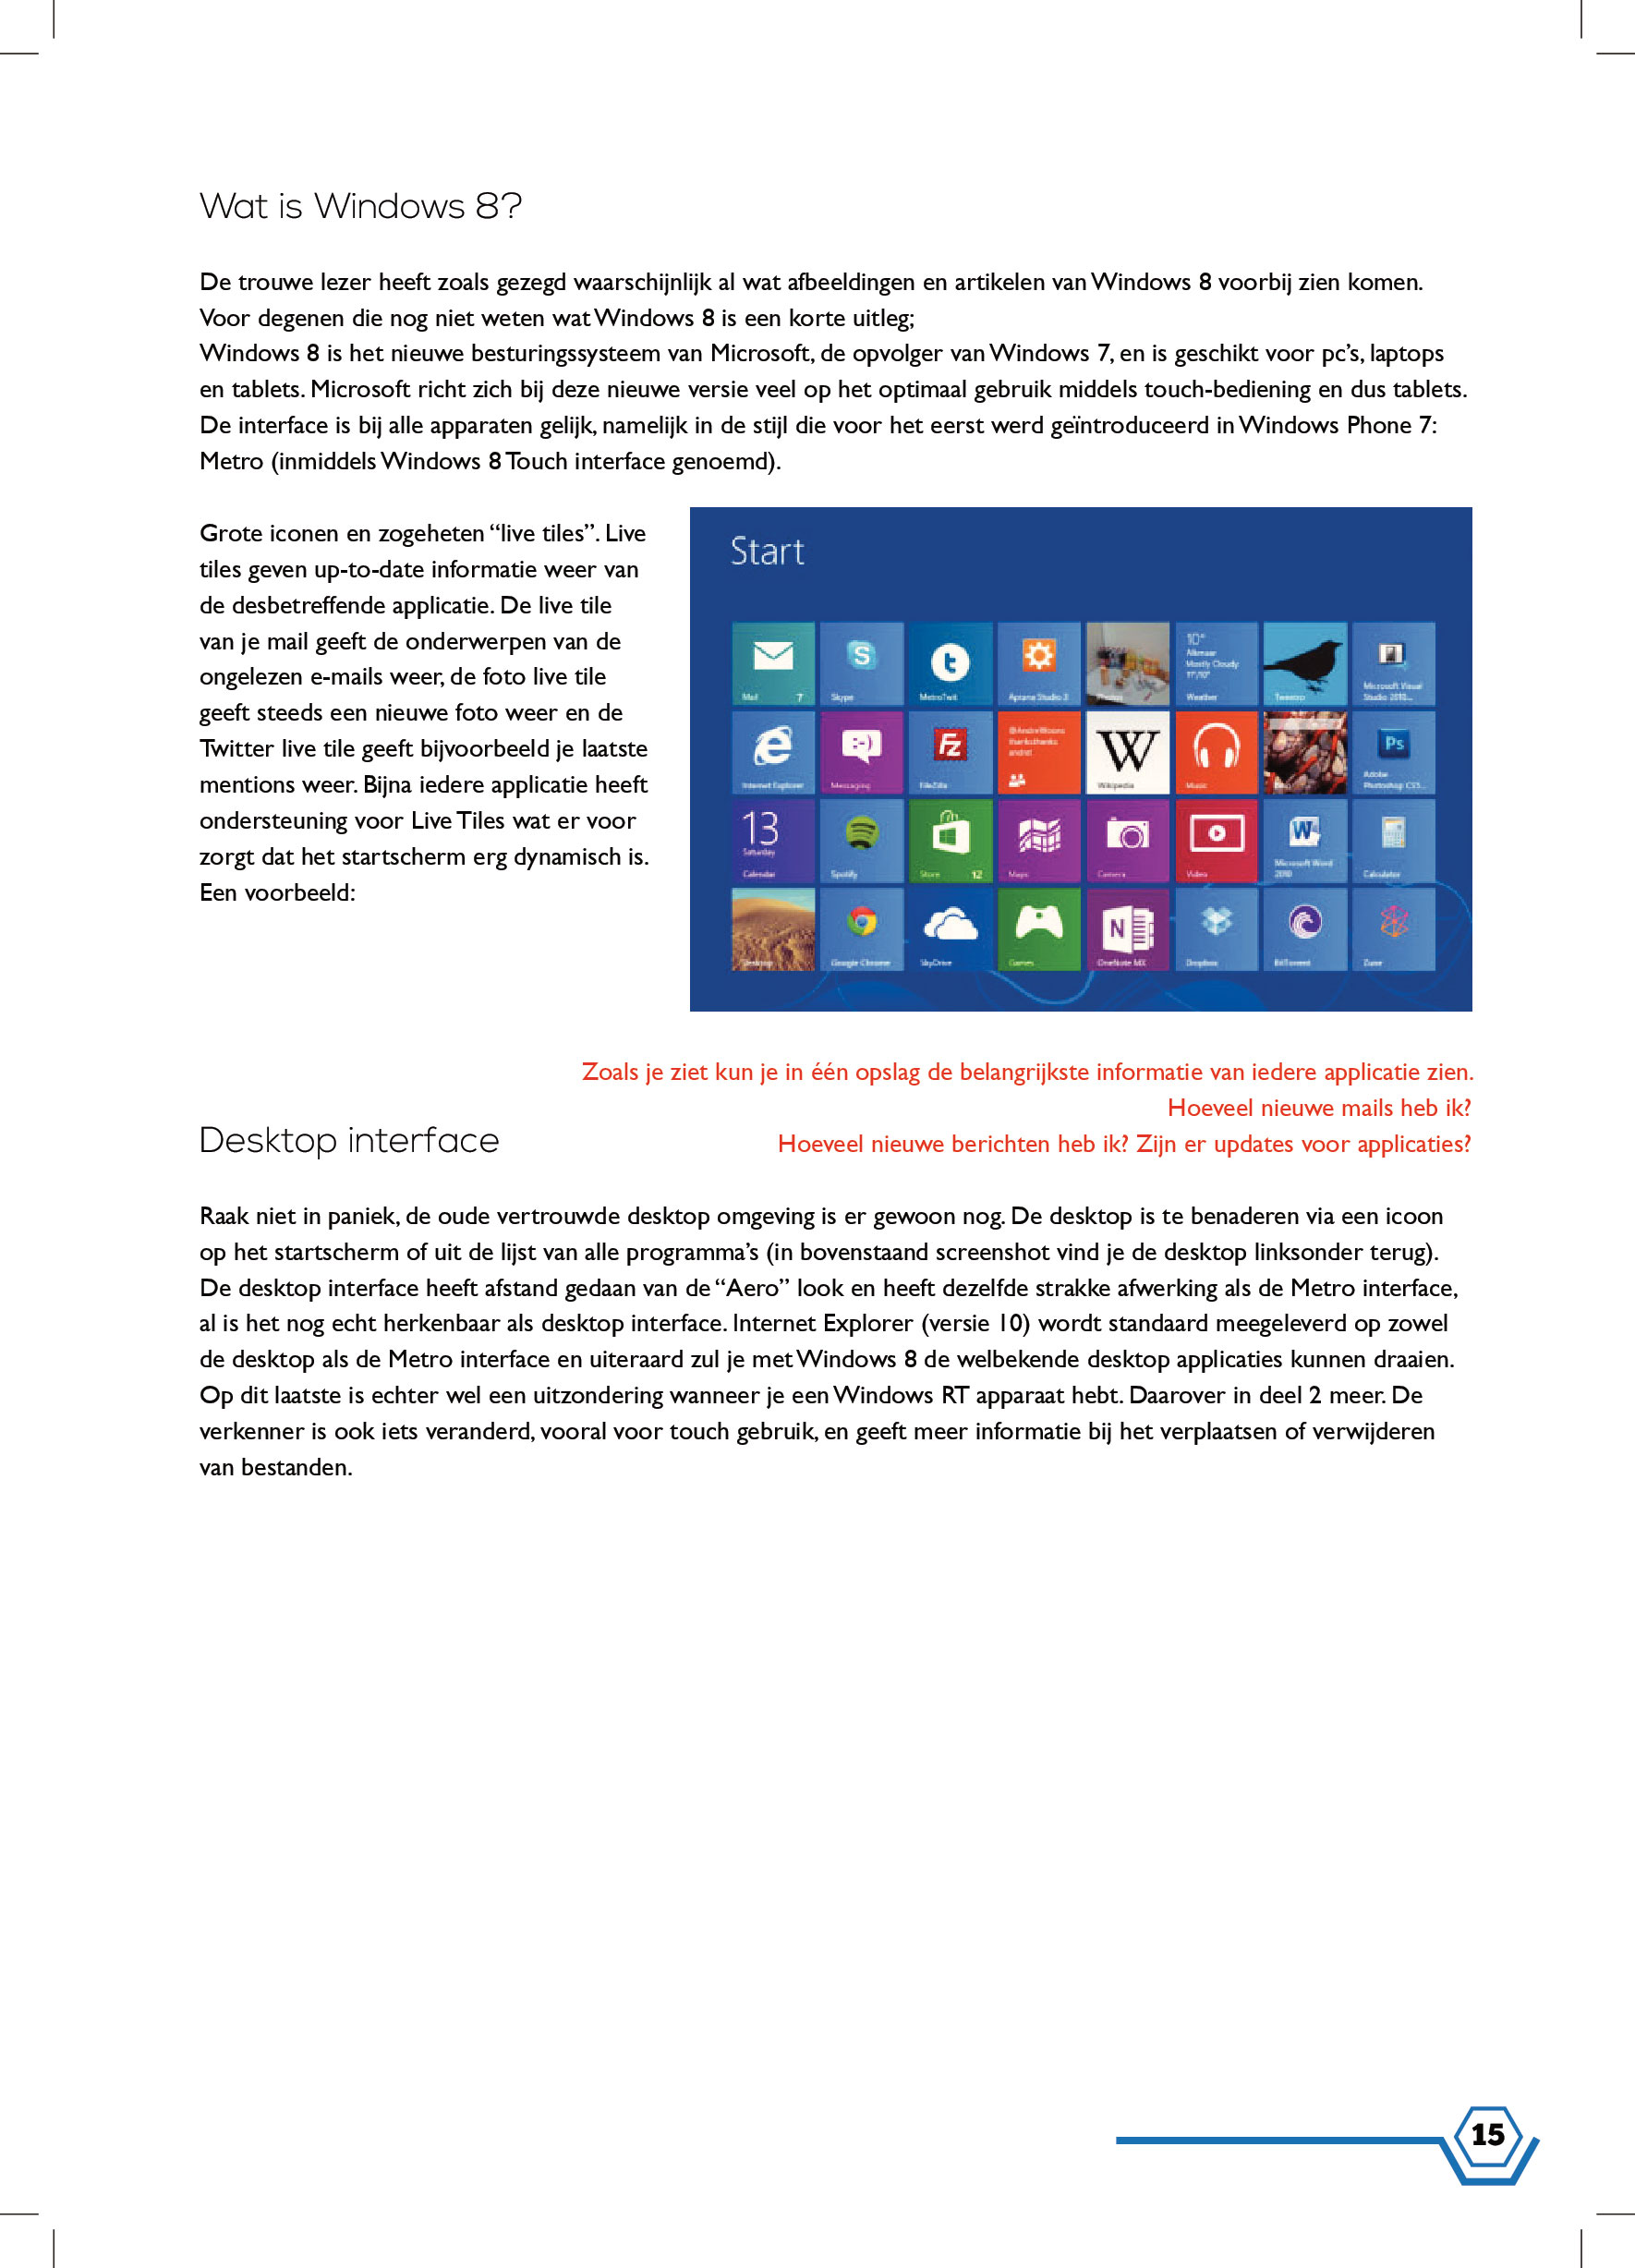 Wat is Windows 8?
De trouwe lezer heeft zoals gezegd waarschijnlijk al wat afbeeldingen en artikelen van Windows 8 voorbij zien komen.
Voor degenen die nog niet weten wat Windows 8 is een korte uitleg;
Windows 8 is het nieuwe besturingssysteem van Microsoft, de opvolger van Windows 7, en is geschikt voor pc's, laptops
en tablets. Microsoft richt zich bij deze nieuwe versie veel op het optimaal gebruik middels touch-bediening en dus tablets.
De interface is bij alle apparaten gelijk, namelijk in de stijl die voor het eerst werd geïntroduceerd in Windows Phone 7:
Metro (inmiddels Windows 8 Touch interface genoemd).
Grote iconen en zogeheten “live tiles”. Live
tiles geven up-to-date informatie weer van
de desbetreffende applicatie. De live tile
van je mail geeft de onderwerpen van de
ongelezen e-mails weer, de foto live tile
geeft steeds een nieuwe foto weer en de
Twitter live tile geeft bijvoorbeeld je laatste
mentions weer. Bijna iedere applicatie heeft
ondersteuning voor Live Tiles wat er voor
zorgt dat het startscherm erg dynamisch is.
Een voorbeeld:
Start
10°
Alkmaar
Mostly Cloudy
11°/10°
Mail 7 Skype MetroTwit Aptana Studio 3 Photos Weather Tweetro Microsoft Visual
Studio 2010...
@AndreWoons
thanksthanks
andre!
Internet Explorer Messaging FileZilla Wikipedia Music Bing Adobe
Photoshop CS5...
13
Saturday
Calendar Spotify Store 12 Maps Camera Video Microsoft Word
2010 Calculator
Desktop Google Chrome SkyDrive Games OneNote MX Dropbox BitTorrent Zune
Zoals je ziet kun je in één opslag de belangrijkste informatie van iedere applicatie zien.
Hoeveel nieuwe mails heb ik?
Hoeveel nieuwe berichten heb ik? Zijn er updates voor applicaties?
Desktop interface
Raak niet in paniek, de oude vertrouwde desktop omgeving is er gewoon nog. De desktop is te benaderen via een icoon
op het startscherm of uit de lijst van alle programma's (in bovenstaand screenshot vind je de desktop linksonder terug).
De desktop interface heeft afstand gedaan van de “Aero” look en heeft dezelfde strakke afwerking als de Metro interface,
al is het nog echt herkenbaar als desktop interface. Internet Explorer (versie 10) wordt standaard meegeleverd op zowel
de desktop als de Metro interface en uiteraard zul je met Windows 8 de welbekende desktop applicaties kunnen draaien.
Op dit laatste is echter wel een uitzondering wanneer je een Windows RT apparaat hebt. Daarover in deel 2 meer. De
verkenner is ook iets veranderd, vooral voor touch gebruik, en geeft meer informatie bij het verplaatsen of verwijderen
van bestanden.
15